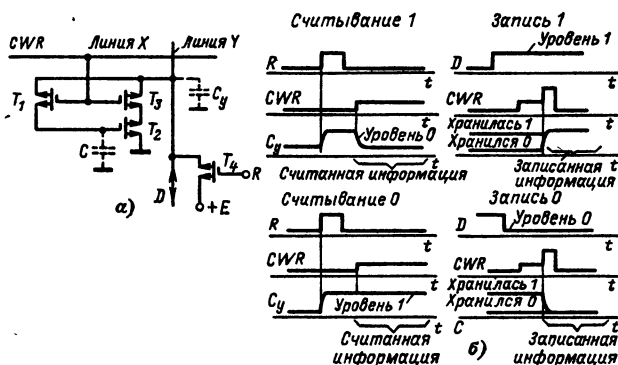 CWR
Линия X
Линия Y
T₁
T₃
T₂
C
Cy
T₄
R
D
+E
а)
Считывание 1
R
t
CWR
t
Cy
Уровень 0
t
Считанная информация
Запись 1
D
Уровень 1
t
CWR
t
Хранилась 1
Хранился 0
t
Записанная
информация
Считывание 0
R
t
CWR
t
Cy
Уровень 1
t
Считанная
информация
Запись 0
D
Уровень 0
t
CWR
t
Хранилась 1
Хранился 0
C
t
Записанная
информация
б)